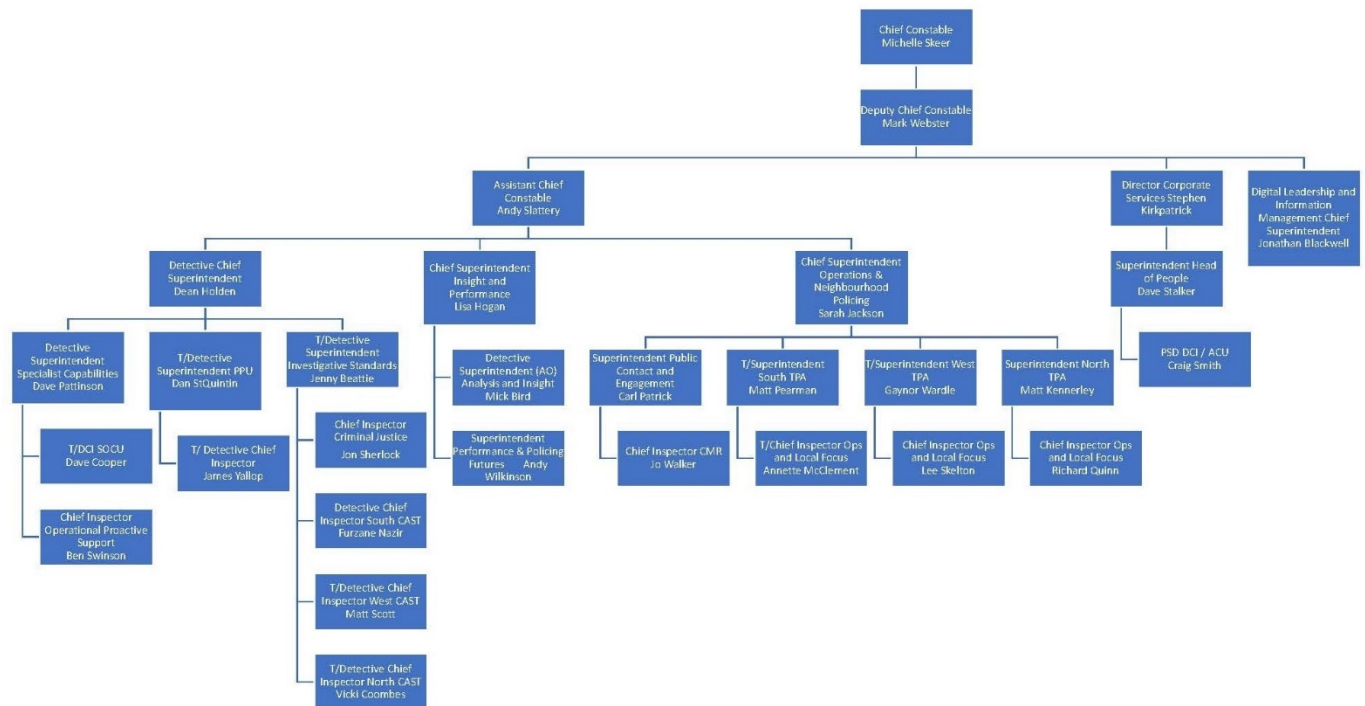 Chief Constable
Michelle Skeer
Deputy Chief Constable
Mark Webster
Assistant Chief
Constable
Andy Slattery
Director Corporate
Services Stephen
Kirkpatrick
Digital Leadership and
Information
Management Chief
Superintendent
Jonathan Blackwell
Detective Chief
Superintendent
Dean Holden
Chief Superintendent
Insight and
Performance
Lisa Hogan
Chief Superintendent
Operations &
Neighbourhood
Policing
Sarah Jackson
Superintendent Head
of People
Dave Stalker
Detective
Superintendent
Specialist Capabilities
Dave Pattinson
T/Detective
Superintendent PPU
Dan StQuintin
T/Detective
Superintendent
Investigative Standards
Jenny Beattie
Detective
Superintendent (AO)
Analysis and Insight
Mick Bird
Superintendent Public
Contact and
Engagement
Carl Patrick
T/Superintendent
South TPA
Matt Pearman
T/Superintendent West
TPA
Gaynor Wardle
Superintendent North
TPA
Matt Kennerley
PSD DCI / ACU
Craig Smith
T/DCI SOCU
Dave Cooper
T/ Detective Chief
Inspector
James Yallop
Chief Inspector
Criminal Justice
Jon Sherlock
Superintendent
Performance & Policing
Futures Andy
Wilkinson
Chief Inspector CMR
Jo Walker
T/Chief Inspector Ops
and Local Focus
Annette McClement
Chief Inspector Ops
and Local Focus
Lee Skelton
Chief Inspector Ops
and Local Focus
Richard Quinn
Chief Inspector
Operational Proactive
Support
Ben Swinson
Detective Chief
Inspector South CAST
Furzane Nazir
T/Detective Chief
Inspector West CAST
Matt Scott
T/Detective Chief
Inspector North CAST
Vicki Coombes